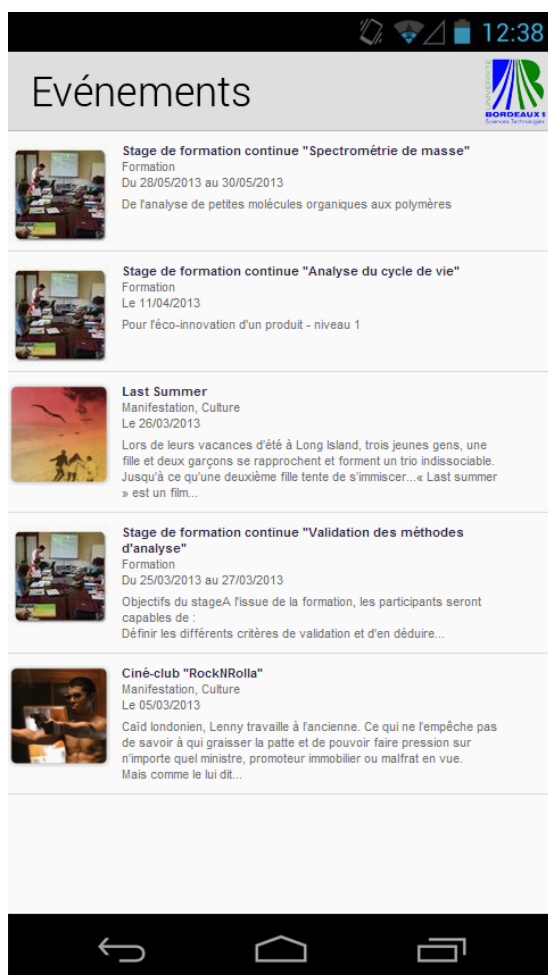 12:38
Evénements
UNIVERSITE
BORDEAUX 1
Sciences Technologies
Stage de formation continue "Spectrométrie de masse"
Formation
Du 28/05/2013 au 30/05/2013
De l'analyse de petites molécules organiques aux polymères
Stage de formation continue "Analyse du cycle de vie"
Formation
Le 11/04/2013
Pour l'éco-innovation d'un produit - niveau 1
Last Summer
Manifestation, Culture
Le 26/03/2013
Lors de leurs vacances d'été à Long Island, trois jeunes gens, une
fille et deux garçons se rapprochent et forment un trio indissociable.
Jusqu'à ce qu'une deuxième fille tente de s'immiscer...« Last summer
» est un film...
Stage de formation continue "Validation des méthodes
d'analyse"
Formation
Du 25/03/2013 au 27/03/2013
Objectifs du stageA l'issue de la formation, les participants seront
capables de :
Définir les différents critères de validation et d'en déduire...
Ciné-club "RockNRolla"
Manifestation, Culture
Le 05/03/2013
Caïd londonien, Lenny travaille à l'ancienne. Ce qui ne l'empêche pas
de savoir à qui graisser la patte et de pouvoir faire pression sur
n'importe quel ministre, promoteur immobilier ou malfrat en vue.
Mais comme le lui dit...